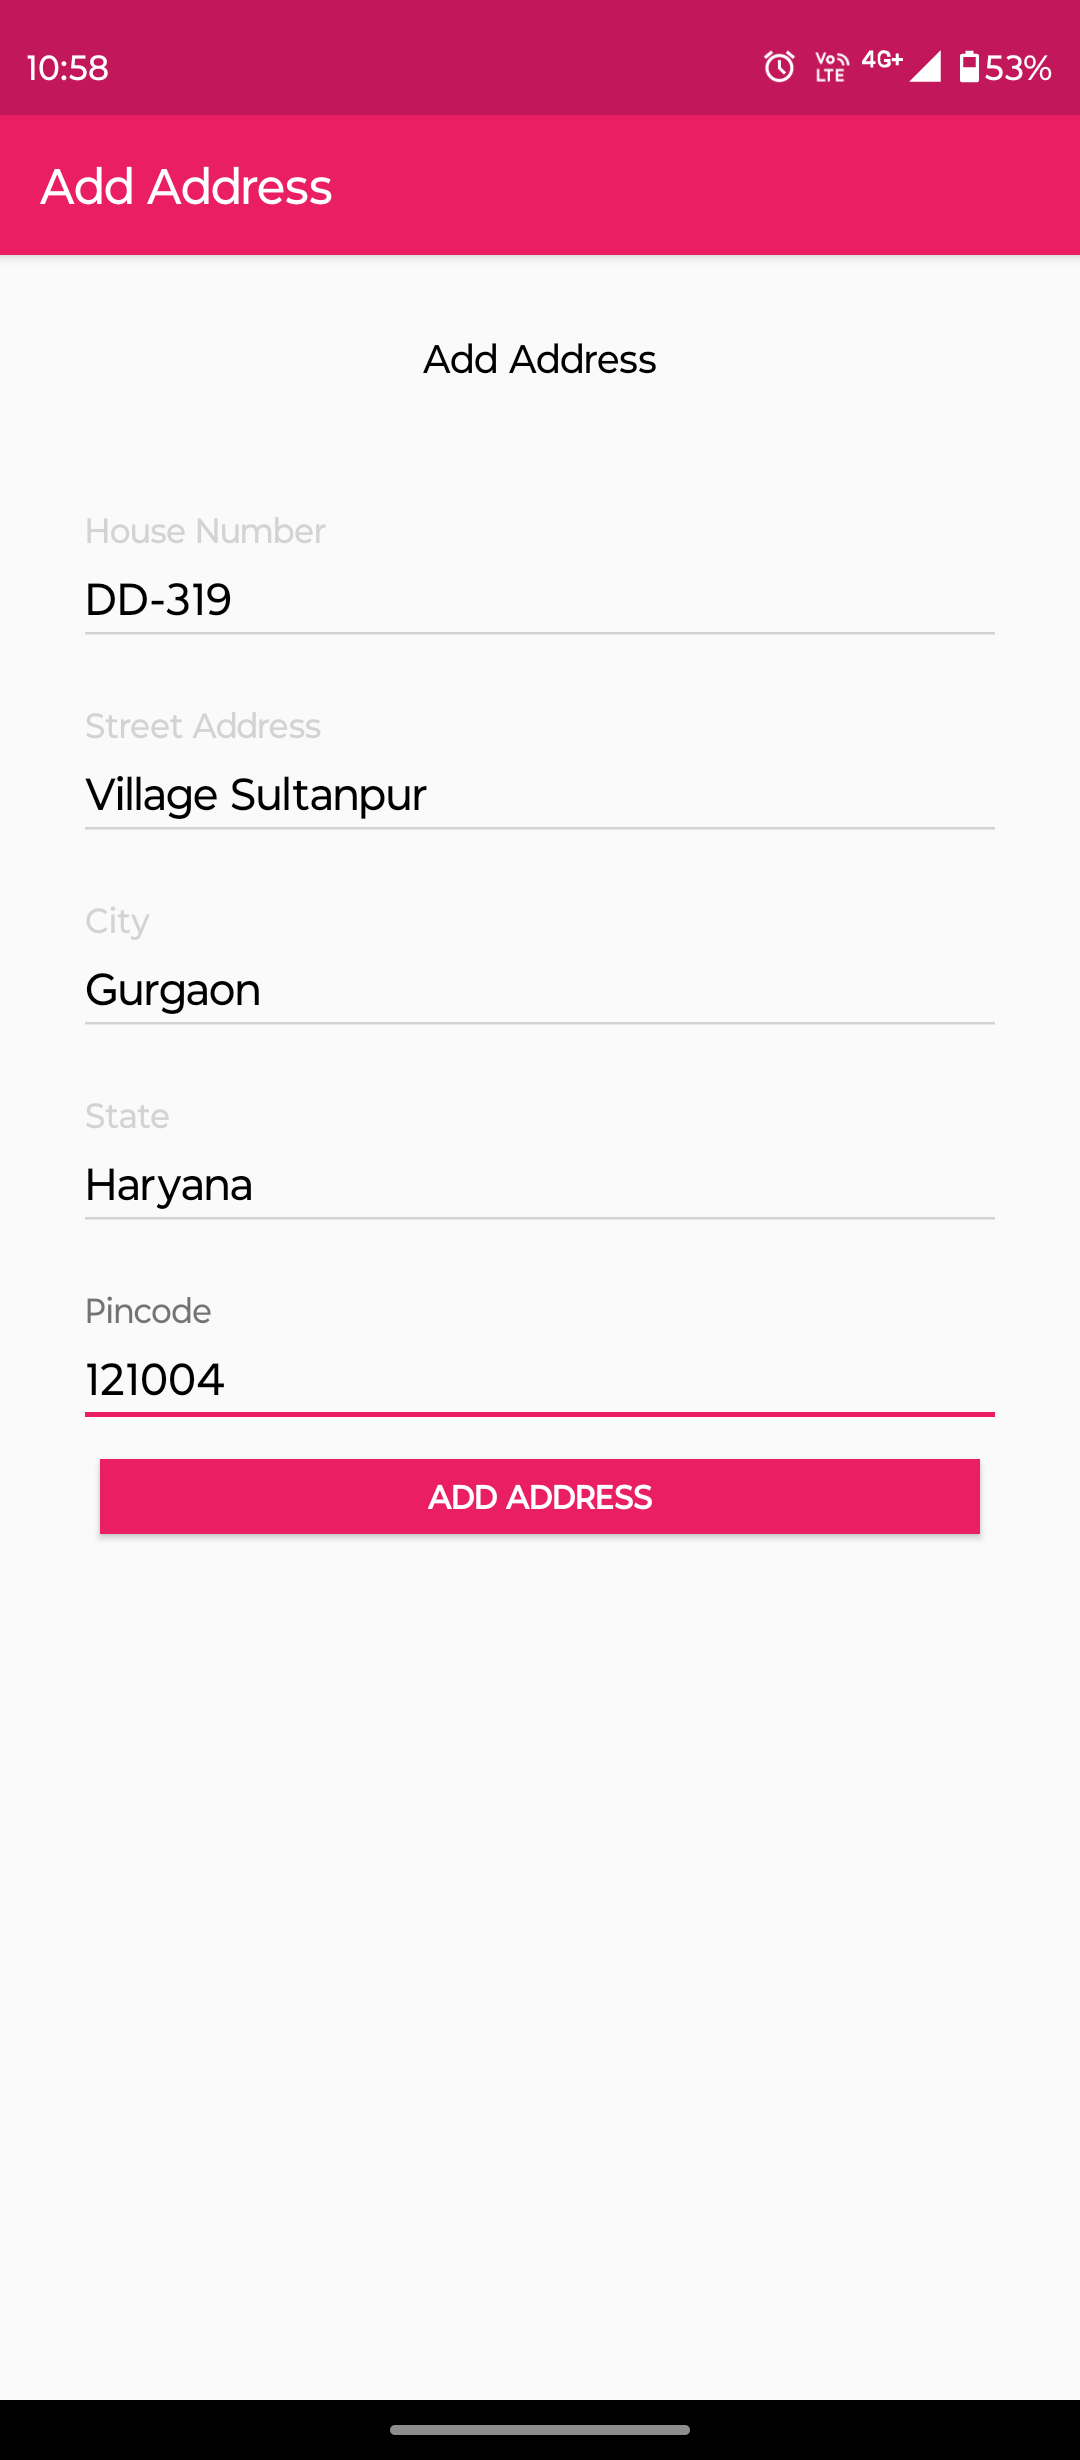 10:58 Vo LTE 4G+ 53%
Add Address
Add Address
House Number
DD-319
Street Address
Village Sultanpur
City
Gurgaon
State
Haryana
Pincode
121004
ADD ADDRESS